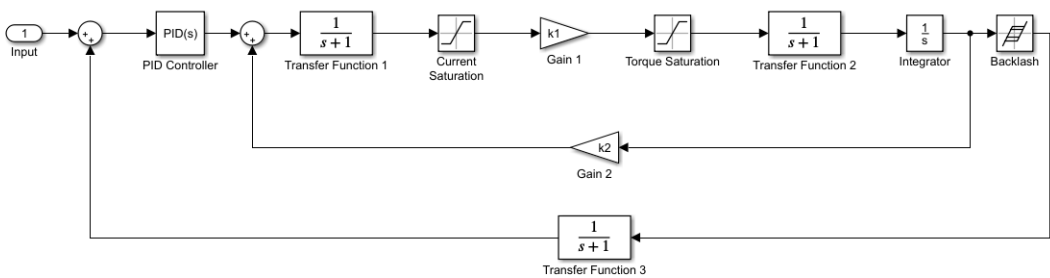 1
Input
+
+
PID(s)
PID Controller
+
+
1
s+1
Transfer Function 1
Current
Saturation
k1
Gain 1
Torque Saturation
1
s+1
Transfer Function 2
1
s
Integrator
Backlash
k2
Gain 2
1
s+1
Transfer Function 3